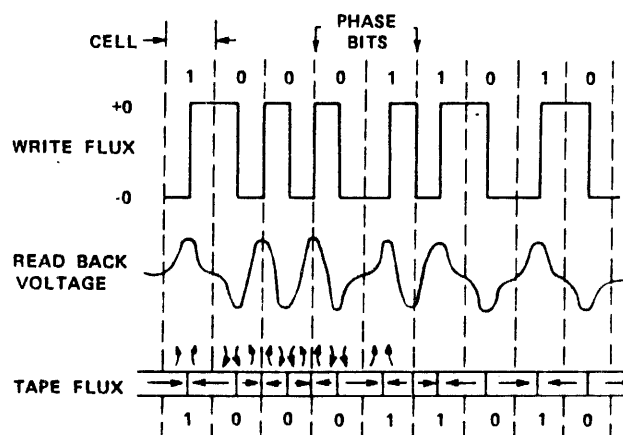 PHASE
CELL BITS
1 0 0 0 1 1 0 1 0
+0
WRITE FLUX
-0
READ BACK
VOLTAGE
TAPE FLUX
1 0 0 0 1 1 0 1 0